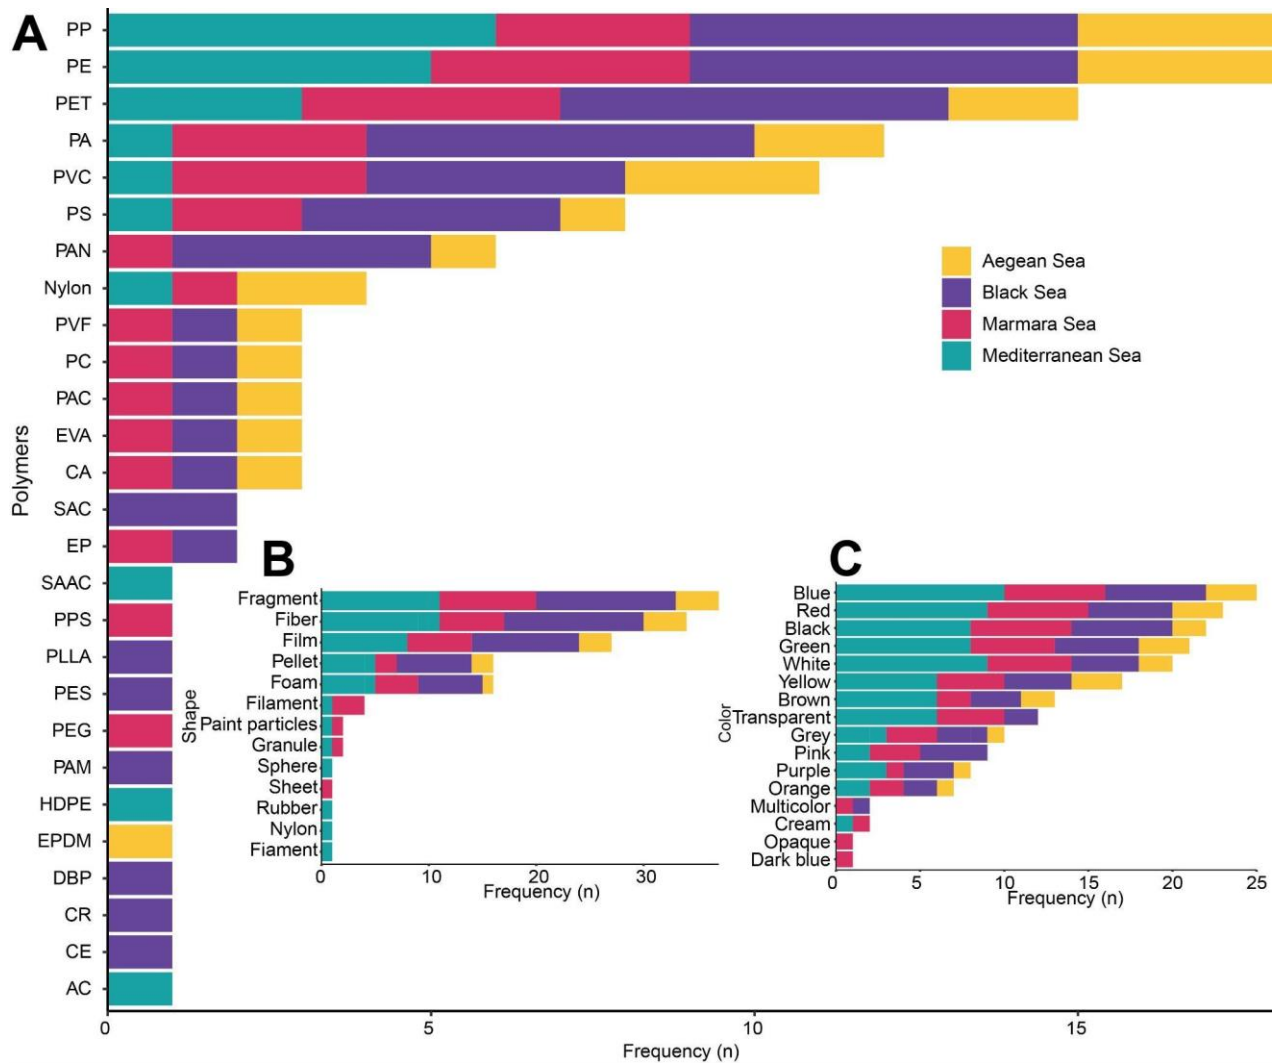 A
PP
PE
PET
PA
PVC
PS
PAN
Nylon
PVF
PC
PAC
EVA
CA
SAC
EP
SAAC
PPS
PLLA
PES
PEG
PAM
HDPE
EPDM
DBP
CR
CE
AC
Polymers
0 5 10 15
Frequency (n)
Aegean Sea
Black Sea
Marmara Sea
Mediterranean Sea
B
Fragment
Fiber
Film
Pellet
Foam
Filament
Paint particles
Granule
Sphere
Sheet
Rubber
Nylon
Fiament
Shape
0 10 20 30
Frequency (n)
C
Blue
Red
Black
Green
White
Yellow
Brown
Transparent
Grey
Pink
Purple
Orange
Multicolor
Cream
Opaque
Dark blue
Color
0 5 10 15 20 25
Frequency (n)